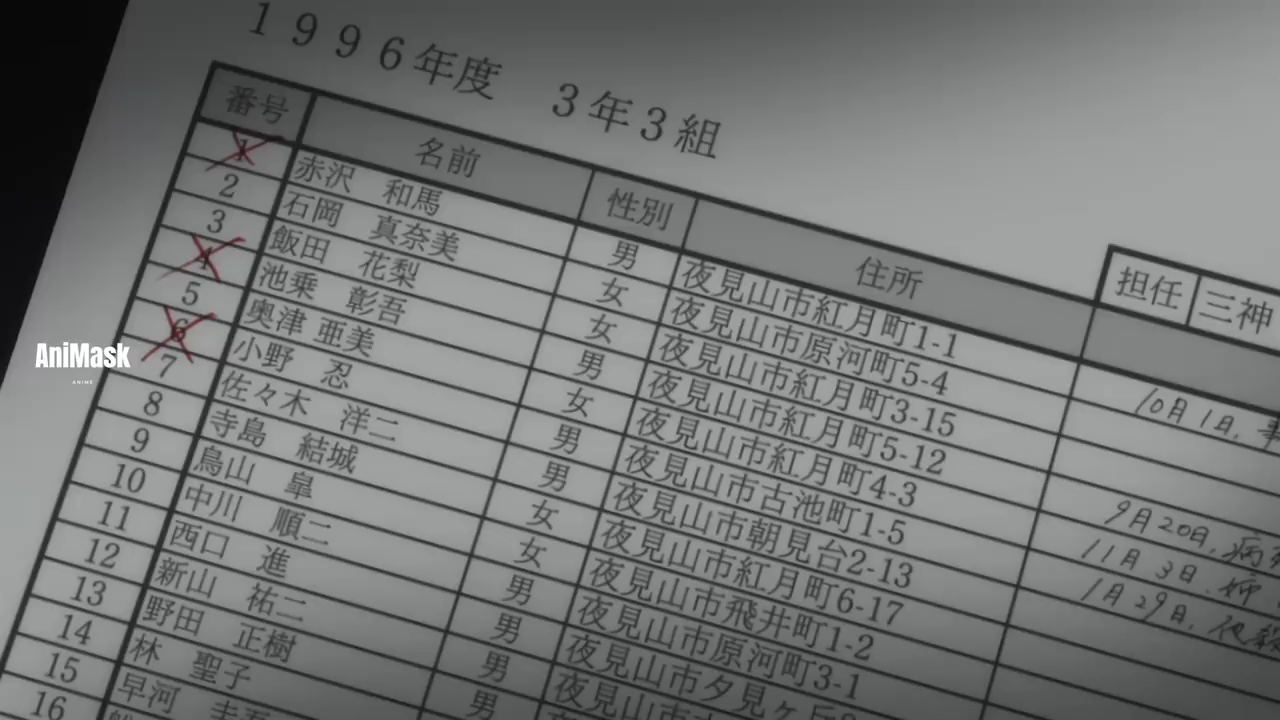 1996年度 3年3組
担任 三神
番号 名前 性別 住所
1 赤沢 和馬 男 夜見山市紅月町1-1 10月1日,
2 石岡 真奈美 女 夜見山市原河町5-4
3 飯田 花梨 女 夜見山市紅月町3-15
4 池乗 彰吾 男 夜見山市紅月町5-12 9月20日,病
5 奥津 亜美 女 夜見山市紅月町4-3 11月3日.
6 小野 忍 男 夜見山市古池町1-5 1月29日,
7 佐々木 洋二 男 夜見山市朝見台2-13
8 寺島 結城 女 夜見山市紅月町6-17
9 鳥山 皐 女 夜見山市飛井町1-2
10 中川 順二 男 夜見山市原河町3-1
11 西口 進 男 夜見山市夕見ヶ丘
12 新山 祐二 男 夜見山市
13 野田 正樹 男
14 林 聖子
15 早河
16
AniMask
ANIME